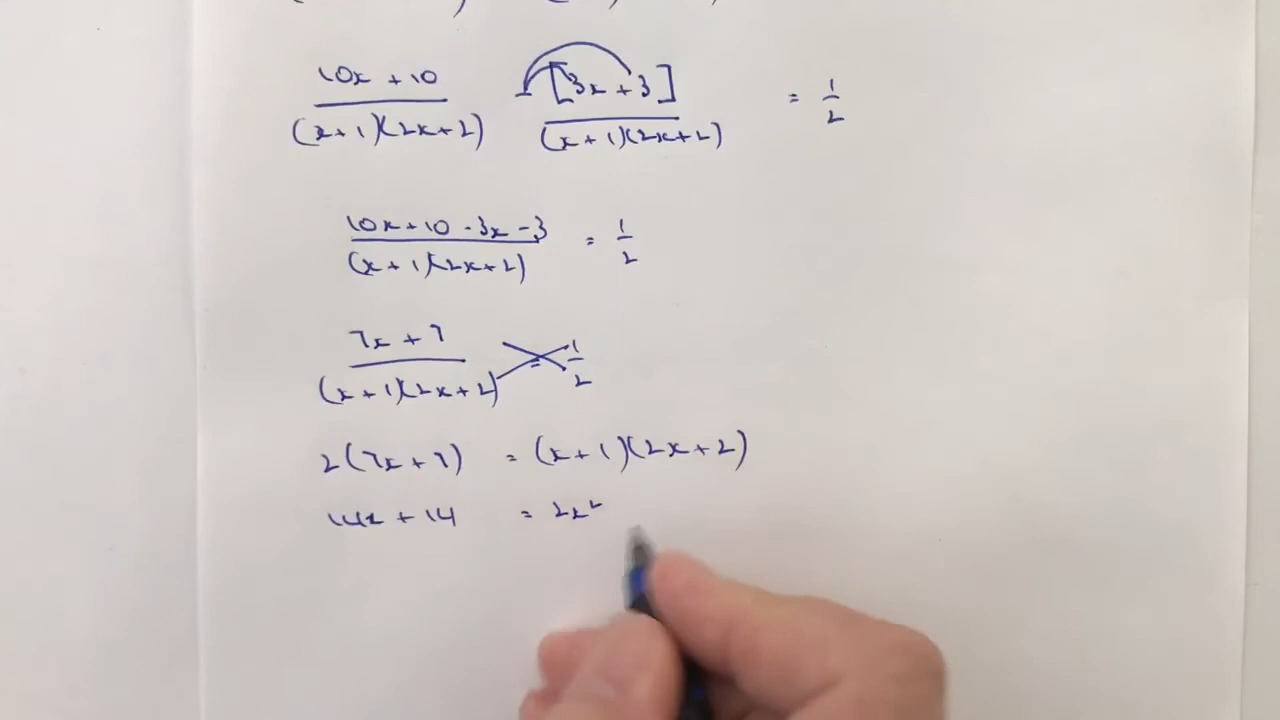 (10x + 10)/((x+1)(2x+2)) - [3x + 3]/((x+1)(2x+2)) = 1/2
(10x + 10 - 3x - 3)/((x+1)(2x+2)) = 1/2
(7x + 7)/((x+1)(2x+2)) = 1/2
2(7x + 7) = (x+1)(2x+2)
14x + 14 = 2x²